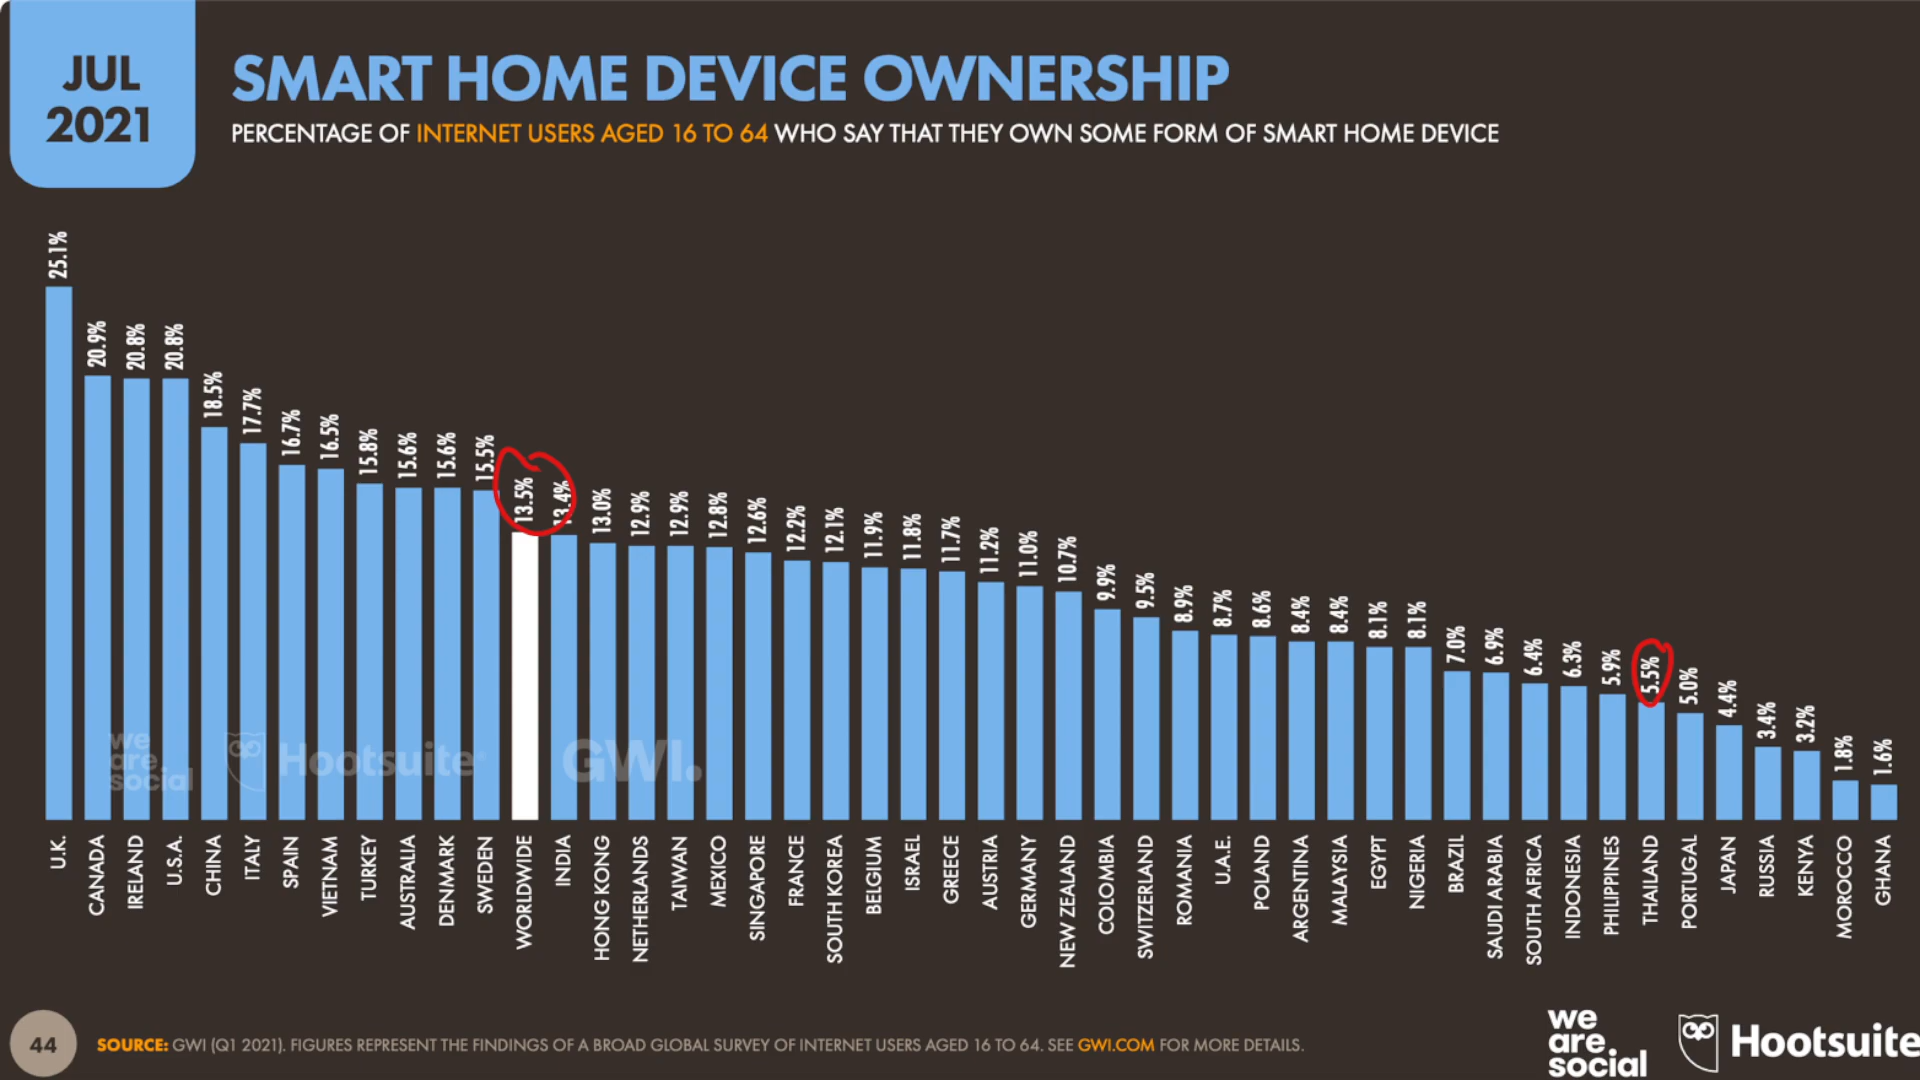 JUL
2021
SMART HOME DEVICE OWNERSHIP
PERCENTAGE OF INTERNET USERS AGED 16 TO 64 WHO SAY THAT THEY OWN SOME FORM OF SMART HOME DEVICE
25.1% 20.9% 20.8% 20.8% 18.5% 17.7% 16.7% 16.5% 15.8% 15.6% 15.6% 15.5% 13.5% 13.4% 13.0% 12.9% 12.9% 12.8% 12.6% 12.2% 12.1% 11.9% 11.8% 11.7% 11.2% 11.0% 10.7% 9.9% 9.5% 8.9% 8.7% 8.6% 8.4% 8.4% 8.1% 8.1% 7.0% 6.9% 6.4% 6.3% 5.9% 5.5% 5.0% 4.4% 3.4% 3.2% 1.8% 1.6%
we
are.
social
Hootsuite
GWI.
U.K. CANADA IRELAND U.S.A. CHINA ITALY SPAIN VIETNAM TURKEY AUSTRALIA DENMARK SWEDEN WORLDWIDE INDIA HONG KONG NETHERLANDS TAIWAN MEXICO SINGAPORE FRANCE SOUTH KOREA BELGIUM ISRAEL GREECE AUSTRIA GERMANY NEW ZEALAND COLOMBIA SWITZERLAND ROMANIA U.A.E. POLAND ARGENTINA MALAYSIA EGYPT NIGERIA BRAZIL SAUDI ARABIA SOUTH AFRICA INDONESIA PHILIPPINES THAILAND PORTUGAL JAPAN RUSSIA KENYA MOROCCO GHANA
44
SOURCE: GWI (Q1 2021). FIGURES REPRESENT THE FINDINGS OF A BROAD GLOBAL SURVEY OF INTERNET USERS AGED 16 TO 64. SEE GWI.COM FOR MORE DETAILS.
we
are.
social
Hootsuite